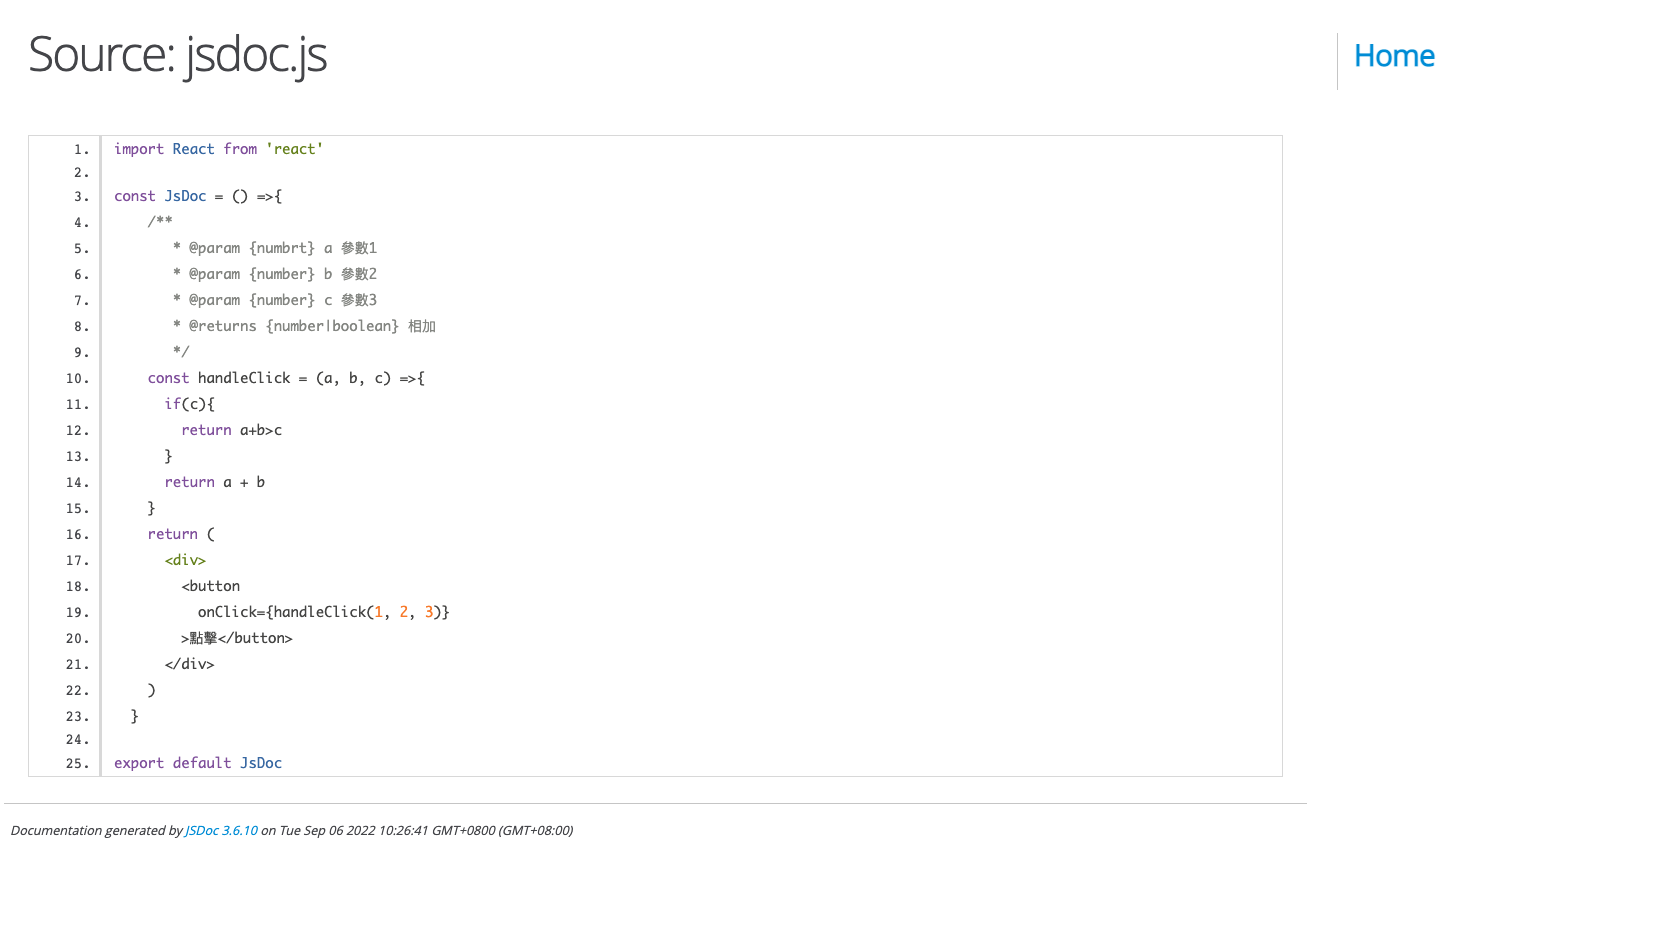 Source: jsdoc.js
Home
1. import React from 'react'
2.
3. const JsDoc = () =>{
4.     /**
5.        * @param {numbrt} a 參數1
6.        * @param {number} b 參數2
7.        * @param {number} c 參數3
8.        * @returns {number|boolean} 相加
9.        */
10.     const handleClick = (a, b, c) =>{
11.       if(c){
12.         return a+b>c
13.       }
14.       return a + b
15.     }
16.     return (
17.       <div>
18.         <button
19.           onClick={handleClick(1, 2, 3)}
20.         >點擊</button>
21.       </div>
22.     )
23.   }
24.
25. export default JsDoc
Documentation generated by JSDoc 3.6.10 on Tue Sep 06 2022 10:26:41 GMT+0800 (GMT+08:00)